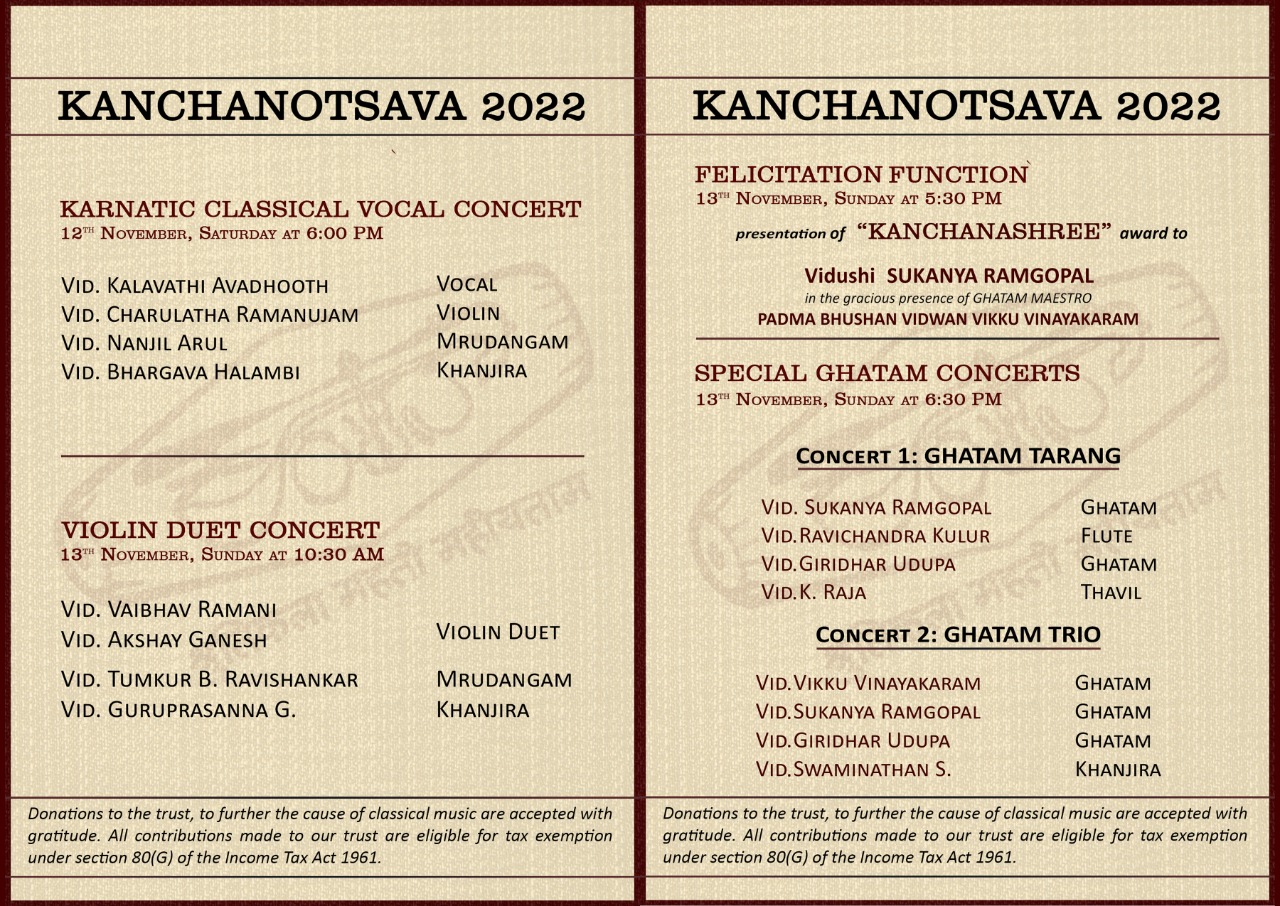 KANCHANOTSAVA 2022
KARNATIC CLASSICAL VOCAL CONCERT
12TH NOVEMBER, SATURDAY AT 6:00 PM
VID. KALAVATHI AVADHOOTH VOCAL
VID. CHARULATHA RAMANUJAM VIOLIN
VID. NANJIL ARUL MRUDANGAM
VID. BHARGAVA HALAMBI KHANJIRA
VIOLIN DUET CONCERT
13TH NOVEMBER, SUNDAY AT 10:30 AM
VID. VAIBHAV RAMANI
VID. AKSHAY GANESH VIOLIN DUET
VID. TUMKUR B. RAVISHANKAR MRUDANGAM
VID. GURUPRASANNA G. KHANJIRA
Donations to the trust, to further the cause of classical music are accepted with
gratitude. All contributions made to our trust are eligible for tax exemption
under section 80(G) of the Income Tax Act 1961.
KANCHANOTSAVA 2022
FELICITATION FUNCTION`
13TH NOVEMBER, SUNDAY AT 5:30 PM
presentation of “KANCHANASHREE” award to
Vidushi SUKANYA RAMGOPAL
in the gracious presence of GHATAM MAESTRO
PADMA BHUSHAN VIDWAN VIKKU VINAYAKARAM
SPECIAL GHATAM CONCERTS
13TH NOVEMBER, SUNDAY AT 6:30 PM
CONCERT 1: GHATAM TARANG
VID. SUKANYA RAMGOPAL GHATAM
VID.RAVICHANDRA KULUR FLUTE
VID.GIRIDHAR UDUPA GHATAM
VID.K. RAJA THAVIL
CONCERT 2: GHATAM TRIO
VID.VIKKU VINAYAKARAM GHATAM
VID.SUKANYA RAMGOPAL GHATAM
VID.GIRIDHAR UDUPA GHATAM
VID.SWAMINATHAN S. KHANJIRA
Donations to the trust, to further the cause of classical music are accepted with
gratitude. All contributions made to our trust are eligible for tax exemption
under section 80(G) of the Income Tax Act 1961.